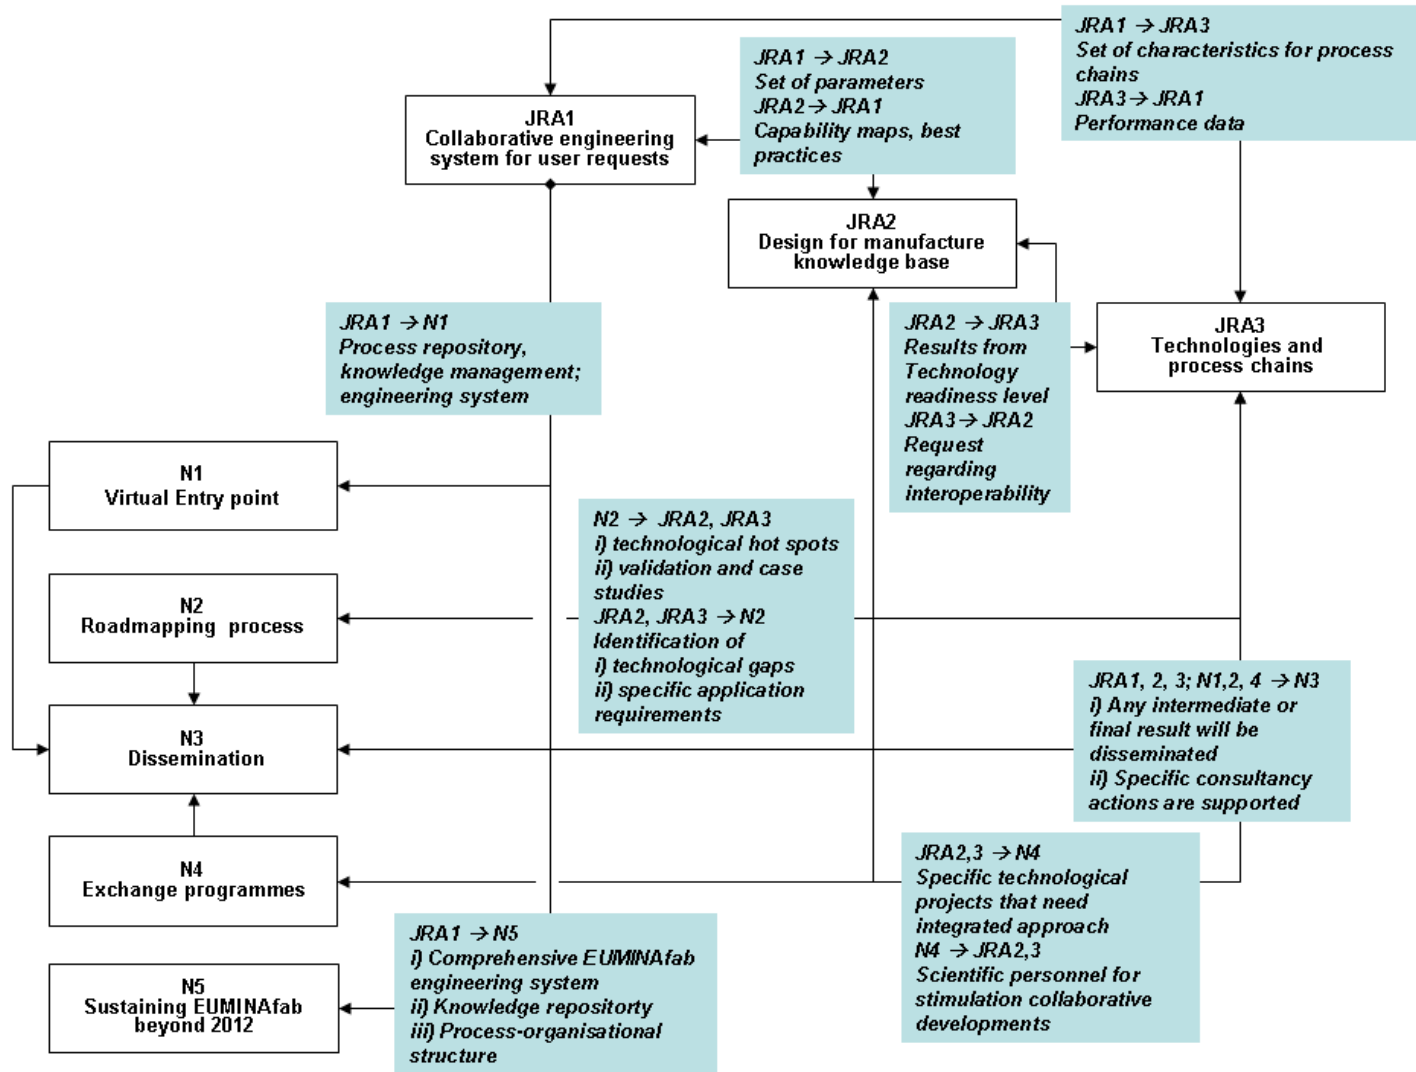 JRA1 → JRA3
Set of characteristics for process
chains
JRA3→ JRA1
Performance data
JRA1 → JRA2
Set of parameters
JRA2→ JRA1
Capability maps, best
practices
JRA1
Collaborative engineering
system for user requests
JRA2
Design for manufacture
knowledge base
JRA1 → N1
Process repository,
knowledge management;
engineering system
JRA2 → JRA3
Results from
Technology
readiness level
JRA3→ JRA2
Request
regarding
interoperability
JRA3
Technologies and
process chains
N1
Virtual Entry point
N2 → JRA2, JRA3
i) technological hot spots
ii) validation and case
studies
JRA2, JRA3 → N2
Identification of
i) technological gaps
ii) specific application
requirements
N2
Roadmapping process
JRA1, 2, 3; N1,2, 4 → N3
i) Any intermediate or
final result will be
disseminated
ii) Specific consultancy
actions are supported
N3
Dissemination
N4
Exchange programmes
JRA2,3 → N4
Specific technological
projects that need
integrated approach
N4 → JRA2,3
Scientific personnel for
stimulation collaborative
developments
JRA1 → N5
i) Comprehensive EUMINAfab
engineering system
ii) Knowledge repositorty
iii) Process-organisational
structure
N5
Sustaining EUMINAfab
beyond 2012